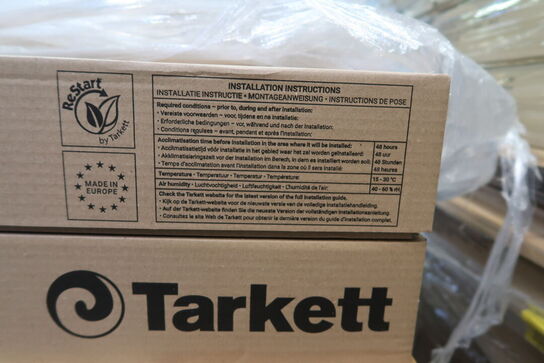 ReStart
by Tarkett
MADE IN
EUROPE
INSTALLATION INSTRUCTIONS
INSTALLATIE INSTRUCTIE • MONTAGEANWEISUNG • INSTRUCTIONS DE POSE
Required conditions – prior to, during and after installation:
• Vereiste voorwaarden – voor, tijdens en na installatie:
• Erforderliche bedingungen – vor, während und nach der Installation:
• Conditions requises – avant, pendant et après l'installation:
Acclimatisation time before installation in the area where it will be installed: 48 hours
• Acclimatisatietijd vóór installatie in het gebied waar het zal worden geïnstalleerd: 48 uur
• Akklimatisierungszeit vor der Installation im Bereich, in dem es installiert werden soll: 48 Stunden
• Temps d'acclimatation avant l'installation dans la zone où il sera installé: 48 heures
Temperature • Temperatuur • Temperatur • Température: 15 - 30 °C
Air humidity • Luchtvochtigheid • Luftfeuchtigkeit • L'humidité de l'air: 40 - 60 % rH
Check the Tarkett website for the latest version of the full installation guide.
• Kijk op de Tarkett-website voor de nieuwste versie van de volledige installatiehandleiding.
• Auf der Tarkett-website finden Sie die neueste Version der vollständigen Installationsanleitung.
• Consultez le site Web de Tarkett pour obtenir la dernière version du guide d'installation complet.
Tarkett